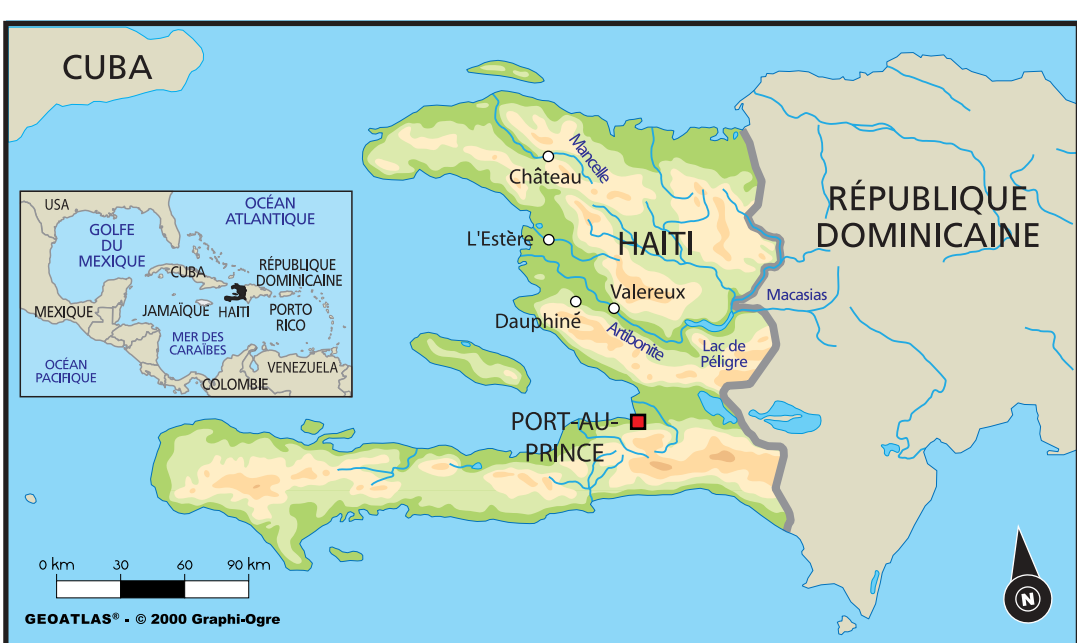 CUBA
Mancelle
Château
RÉPUBLIQUE
DOMINICAINE
L'Estère
HAITI
Valereux
Macasias
Dauphiné
Artibonite
Lac de
Péligre
PORT-AU-
PRINCE
USA
OCÉAN
ATLANTIQUE
GOLFE
DU
MEXIQUE
CUBA
RÉPUBLIQUE
DOMINICAINE
MEXIQUE
JAMAÏQUE
HAITI
PORTO
RICO
MER DES
CARAÏBES
OCÉAN
PACIFIQUE
VENEZUELA
COLOMBIE
0 km 30 60 90 km
GEOATLAS® - © 2000 Graphi-Ogre
N